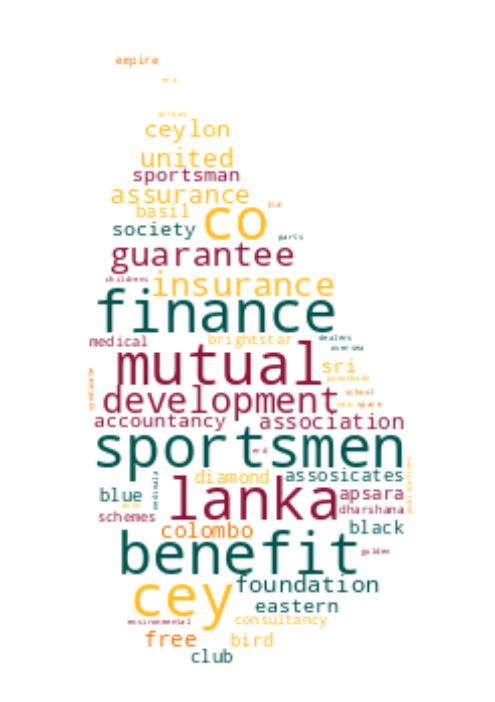 empire
ceylon
united
sportsman
assurance
basil co ltd
society parts
guarantee
childrens insurance
finance
medical brightstar dealers
oversea
mutual sri
development school
spare
accountancy association
sportsmen
diamond assosicates
blue lanka apsara
schemes dharshana
colombo black
benefit golden
cey foundation
eastern
environmental consultancy
free bird
club